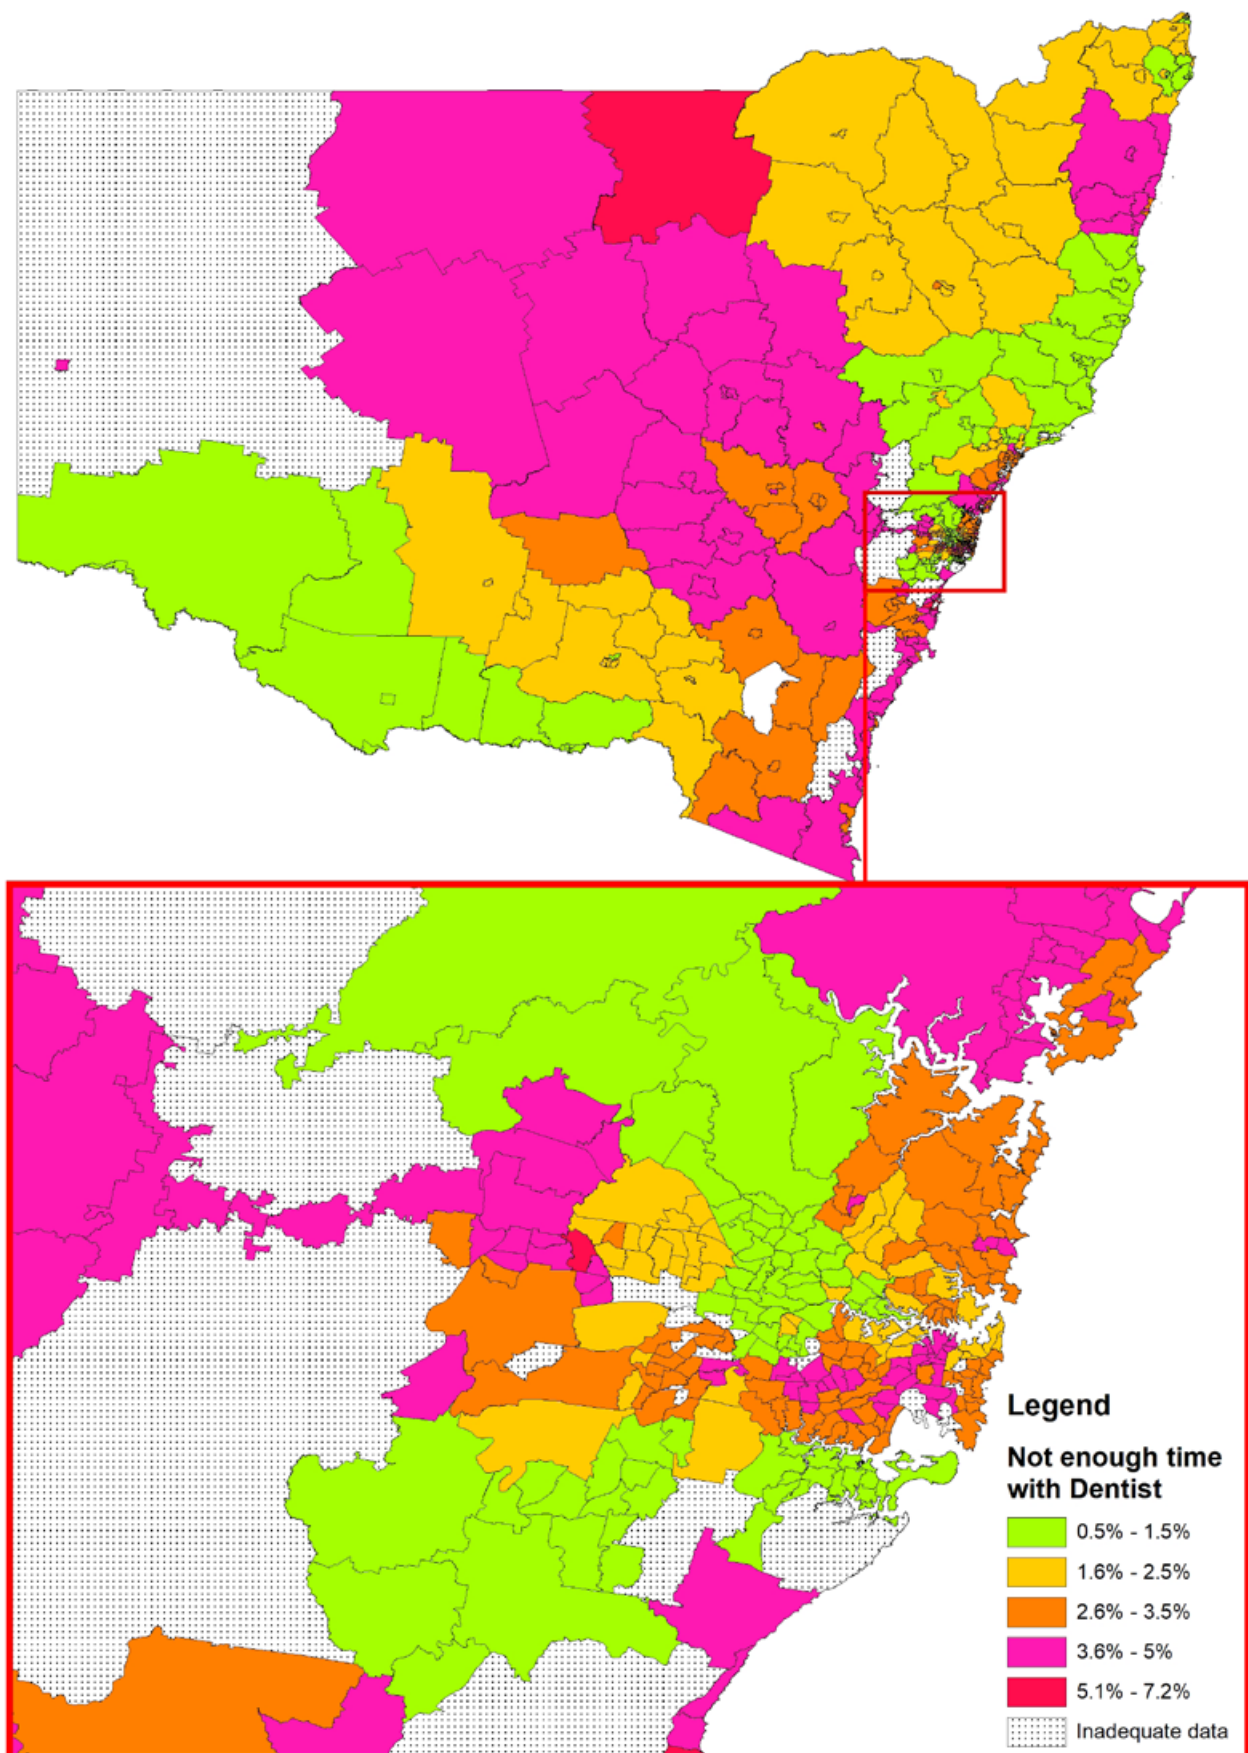 Legend
Not enough time
with Dentist
0.5% - 1.5%
1.6% - 2.5%
2.6% - 3.5%
3.6% - 5%
5.1% - 7.2%
Inadequate data